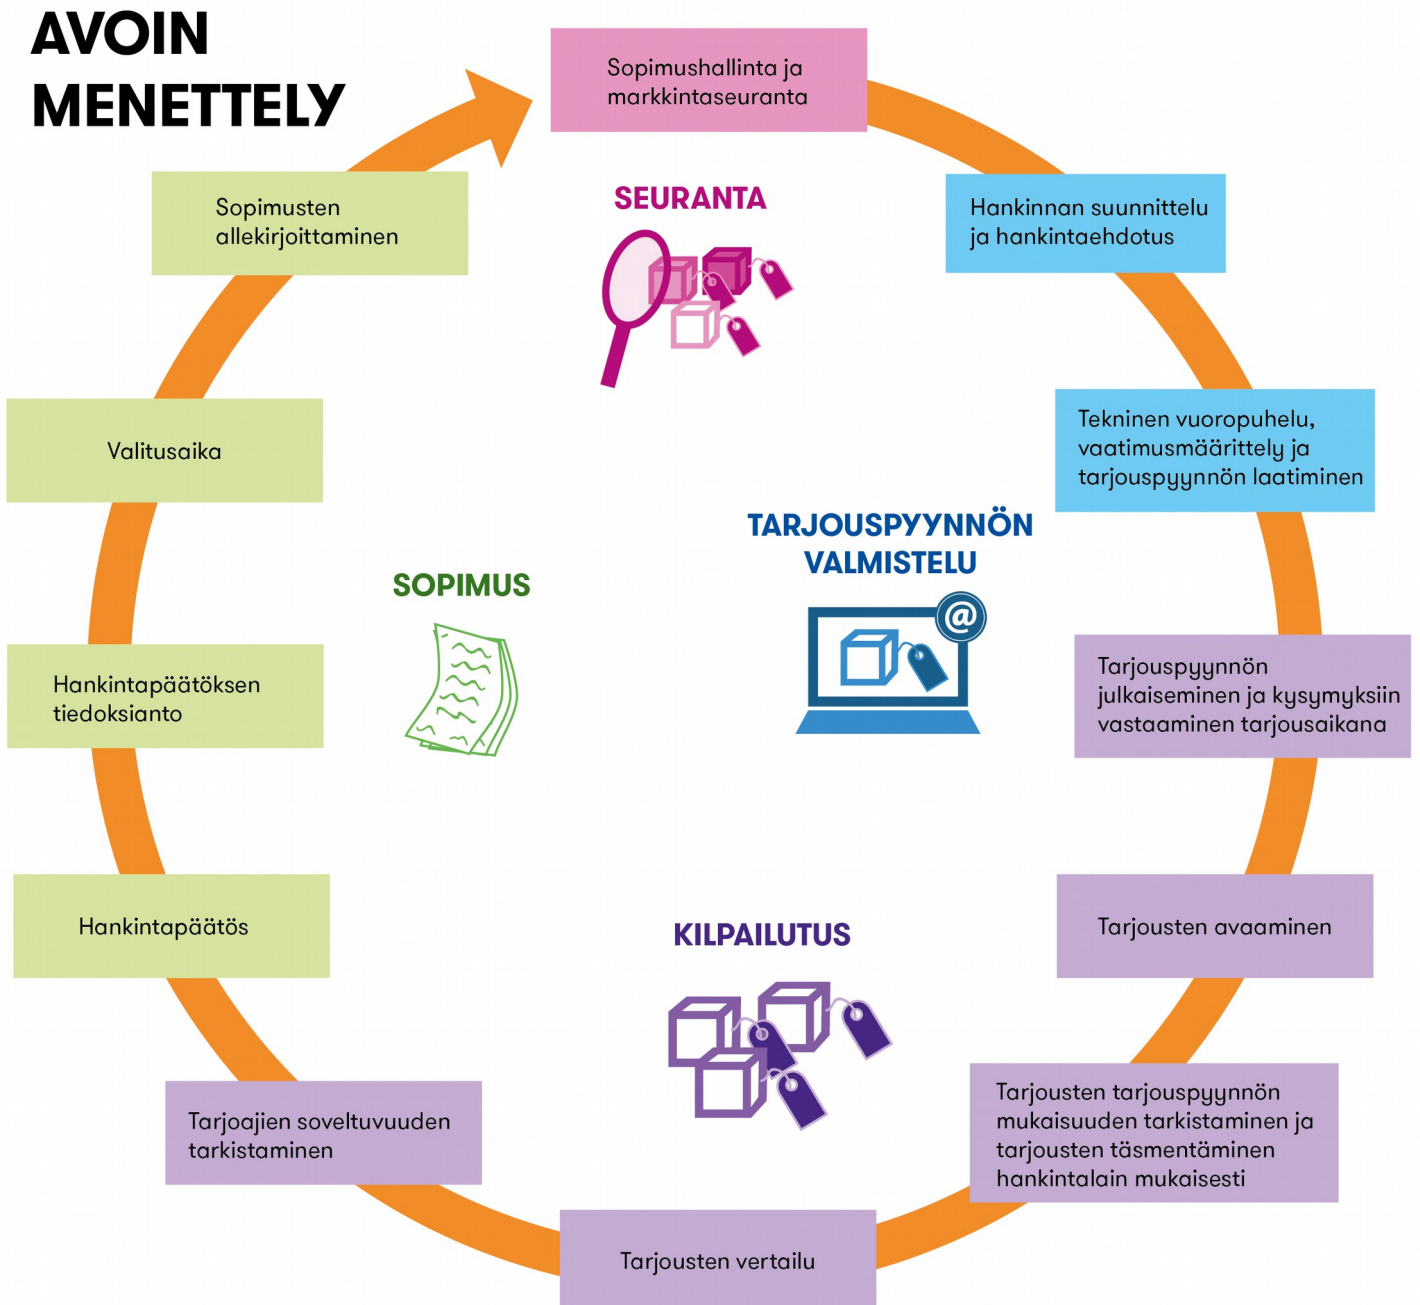 AVOIN
MENETTELY
Sopimushallinta ja
markkintaseuranta
Hankinnan suunnittelu
ja hankintaehdotus
Tekninen vuoropuhelu,
vaatimusmäärittely ja
tarjouspyynnön laatiminen
Tarjouspyynnön
julkaiseminen ja kysymyksiin
vastaaminen tarjousaikana
Tarjousten avaaminen
Tarjousten tarjouspyynnön
mukaisuuden tarkistaminen ja
tarjousten täsmentäminen
hankintalain mukaisesti
Tarjousten vertailu
Tarjoajien soveltuvuuden
tarkistaminen
Hankintapäätös
Hankintapäätöksen
tiedoksianto
Valitusaika
Sopimusten
allekirjoittaminen
SEURANTA
TARJOUSPYYNNÖN
VALMISTELU
@
KILPAILUTUS
SOPIMUS